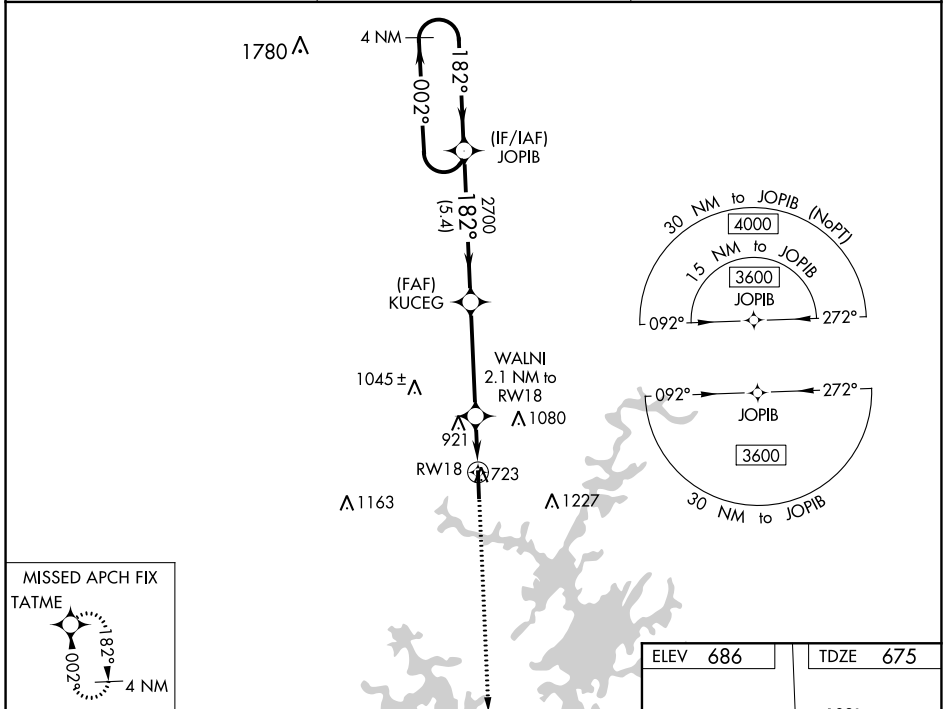 1780
4 NM
182°
002°
(IF/IAF)
JOPIB
2700
182°
(5.4)
(FAF)
KUCEG
30 NM to JOPIB (NoPT)
4000
15 NM to JOPIB
3600
JOPIB
092°
272°
WALNI
2.1 NM to
RW18
1045±
1080
921
RW18
723
1163
1227
092°
272°
JOPIB
3600
30 NM to JOPIB
MISSED APCH FIX
TATME
182°
002°
4 NM
ELEV 686
TDZE 675